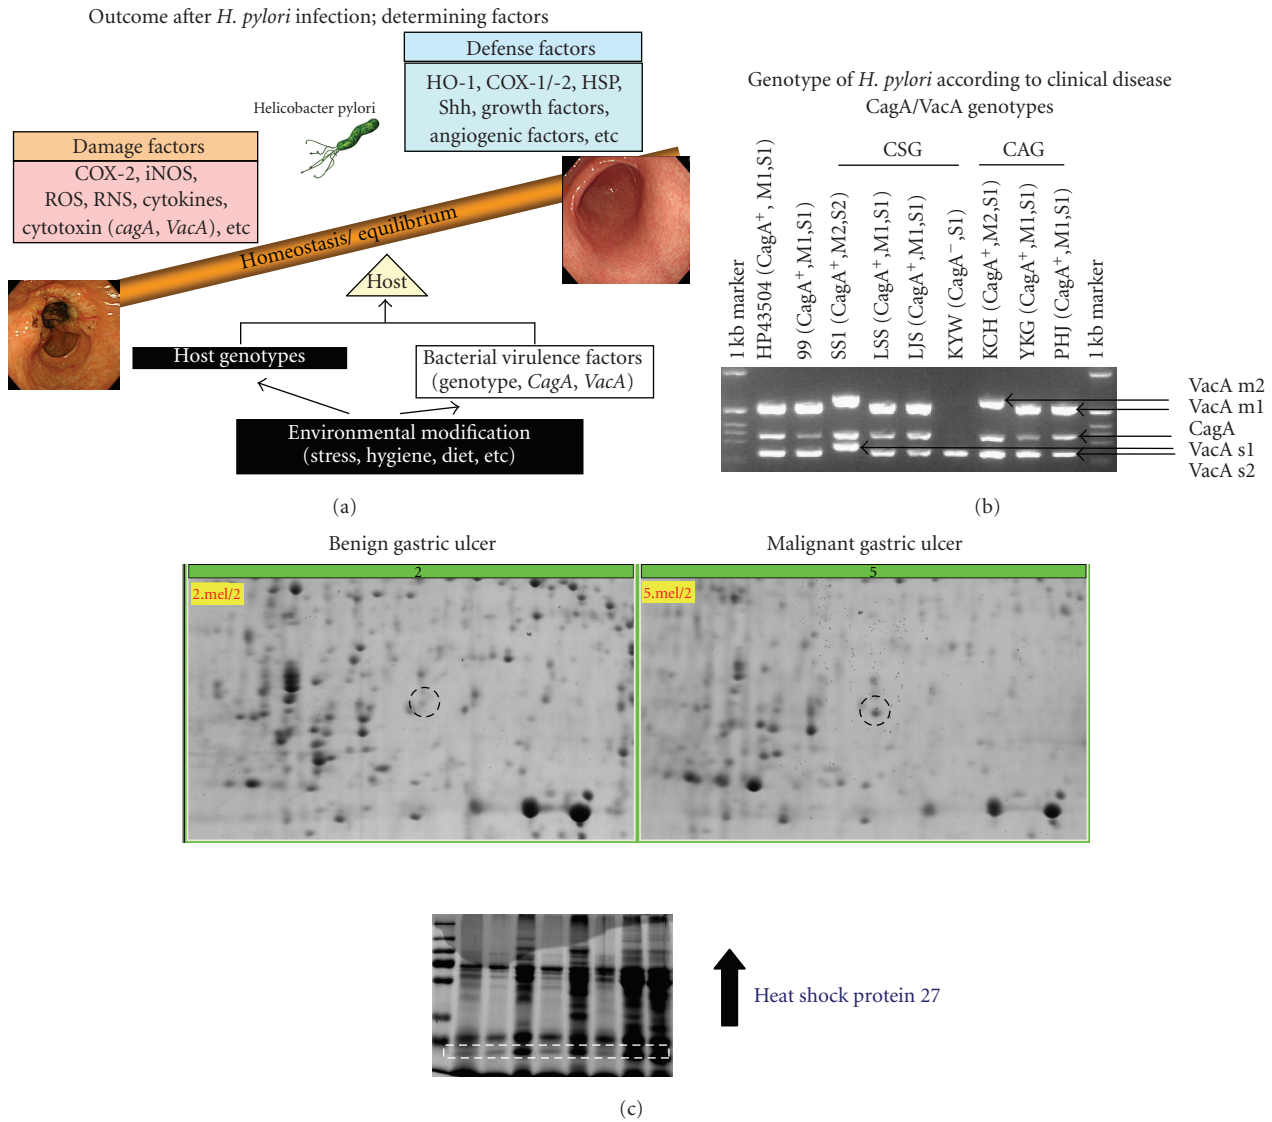 Outcome after H. pylori infection; determining factors
Defense factors
HO-1, COX-1/-2, HSP,
Shh, growth factors,
angiogenic factors, etc
Helicobacter pylori
Damage factors
COX-2, iNOS,
ROS, RNS, cytokines,
cytotoxin (cagA, VacA), etc
Homeostasis/ equilibrium
Host
Host genotypes
Bacterial virulence factors
(genotype, CagA, VacA)
Environmental modification
(stress, hygiene, diet, etc)
(a)
Genotype of H. pylori according to clinical disease
CagA/VacA genotypes
CSG
CAG
1 kb marker
HP43504 (CagA⁺, M1,S1)
99 (CagA⁺,M1,S1)
SS1 (CagA⁺,M2,S2)
LSS (CagA⁺,M1,S1)
LJS (CagA⁺,M1,S1)
KYW (CagA⁻,S1)
KCH (CagA⁺,M2,S1)
YKG (CagA⁺,M1,S1)
PHJ (CagA⁺,M1,S1)
1 kb marker
VacA m2
VacA m1
CagA
VacA s1
VacA s2
(b)
Benign gastric ulcer
Malignant gastric ulcer
2
5
2.mel/2
5.mel/2
Heat shock protein 27
(c)